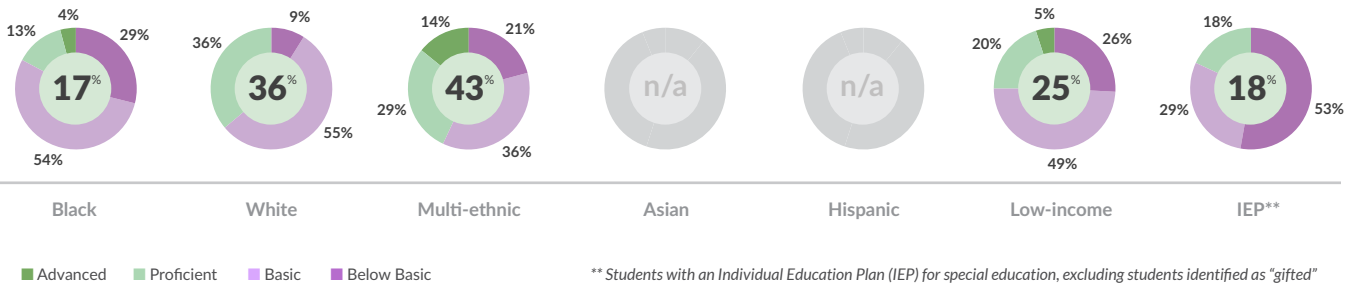 4%
9%
14%
5%
18%
13%
29%
36%
21%
20%
26%
17%
36%
43%
n/a
n/a
25%
18%
29%
29%
53%
55%
54%
36%
49%
Black
White
Multi-ethnic
Asian
Hispanic
Low-income
IEP**
Advanced
Proficient
Basic
Below Basic
** Students with an Individual Education Plan (IEP) for special education, excluding students identified as “gifted”